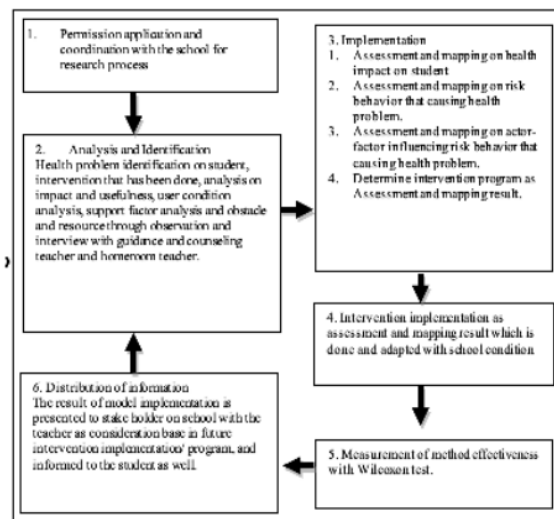 1. Permission application and
coordination with the school for
research process
2. Analysis and Identification
Health problem identification on student,
intervention that has been done, analysis on
impact and usefulness, user condition
analysis, support factor analysis and obstacle
and resource through observation and
interview with guidance and counseling
teacher and homeroom teacher.
3. Implementation
1. Assessment and mapping on health
impact on student
2. Assessment and mapping on risk
behavior that causing health
problem.
3. Assessment and mapping on actor-
factor influencing risk behavior that
causing health problem.
4. Determine intervention program as
Assessment and mapping result.
4. Intervention implementation as
assessment and mapping result which is
done and adapted with school condition
5. Measurement of method effectiveness
with Wilcoxon test.
6. Distribution of information
The result of model implementation is
presented to stake holder on school with the
teacher as consideration base in future
intervention implementation' program, and
informed to the student as well.